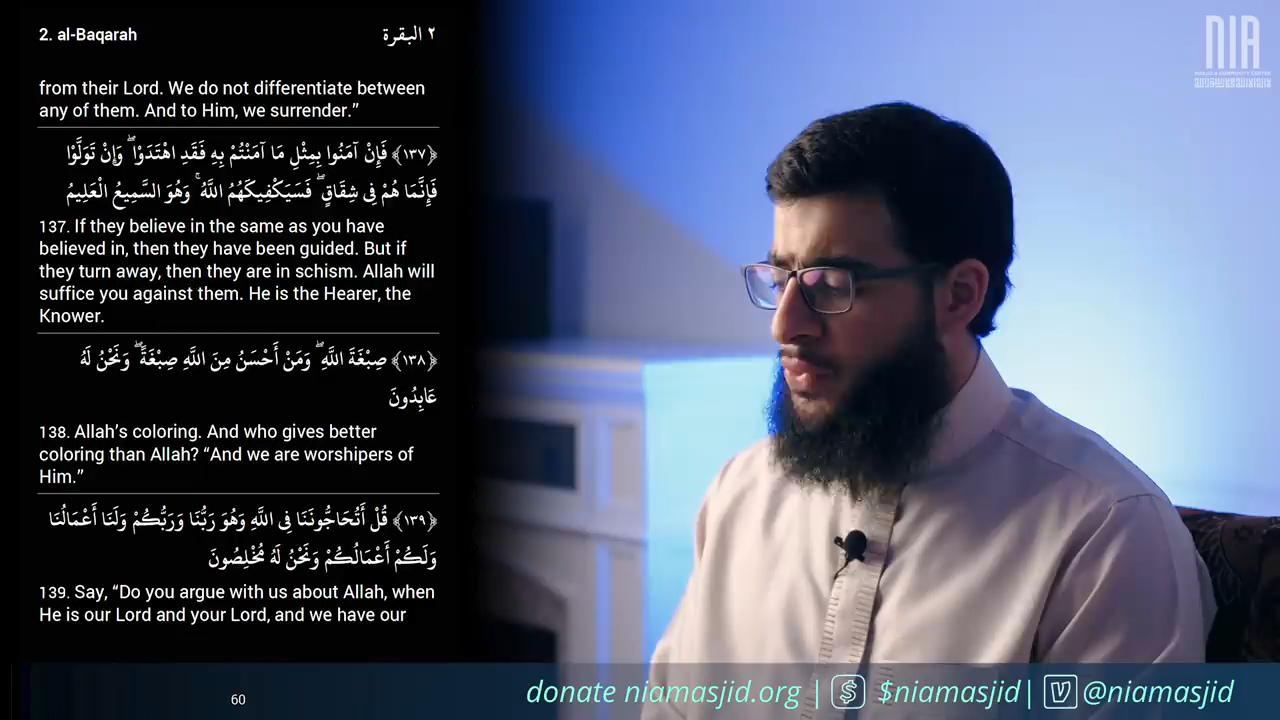 2. al-Baqarah
٢ البقرة
from their Lord. We do not differentiate between
any of them. And to Him, we surrender.”
﴿١٣٧﴾ فَإِنْ آمَنُوا بِمِثْلِ مَا آمَنْتُمْ بِهِ فَقَدِ اهْتَدَوْا ۖ وَإِنْ تَوَلَّوْا
فَإِنَّمَا هُمْ فِي شِقَاقٍ ۖ فَسَيَكْفِيكَهُمُ اللَّهُ ۚ وَهُوَ السَّمِيعُ الْعَلِيمُ
137. If they believe in the same as you have
believed in, then they have been guided. But if
they turn away, then they are in schism. Allah will
suffice you against them. He is the Hearer, the
Knower.
﴿١٣٨﴾ صِبْغَةَ اللَّهِ ۖ وَمَنْ أَحْسَنُ مِنَ اللَّهِ صِبْغَةً ۖ وَنَحْنُ لَهُ
عَابِدُونَ
138. Allah’s coloring. And who gives better
coloring than Allah? “And we are worshipers of
Him.”
﴿١٣٩﴾ قُلْ أَتُحَاجُّونَنَا فِي اللَّهِ وَهُوَ رَبُّنَا وَرَبُّكُمْ وَلَنَا أَعْمَالُنَا
وَلَكُمْ أَعْمَالُكُمْ وَنَحْنُ لَهُ مُخْلِصُونَ
139. Say, “Do you argue with us about Allah, when
He is our Lord and your Lord, and we have our
60
NIA
donate niamasjid.org | $ $niamasjid | V @niamasjid